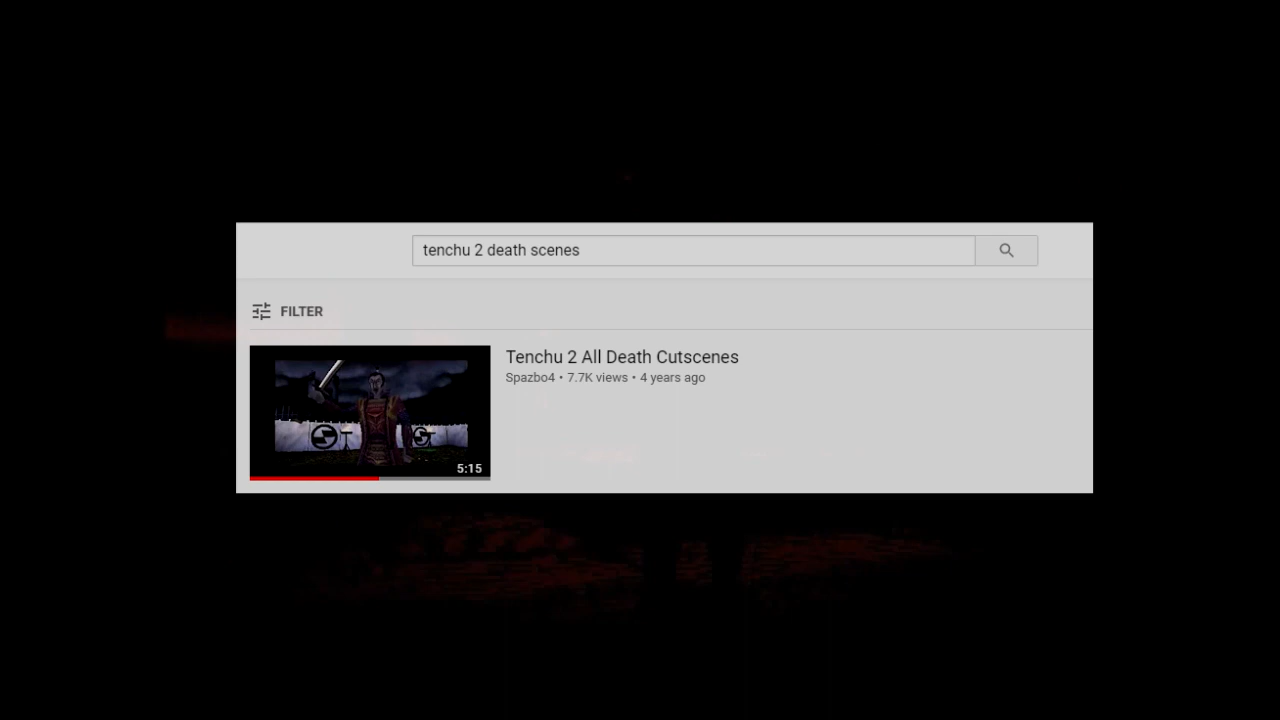 tenchu 2 death scenes
FILTER
Tenchu 2 All Death Cutscenes
Spazbo4 • 7.7K views • 4 years ago
5:15